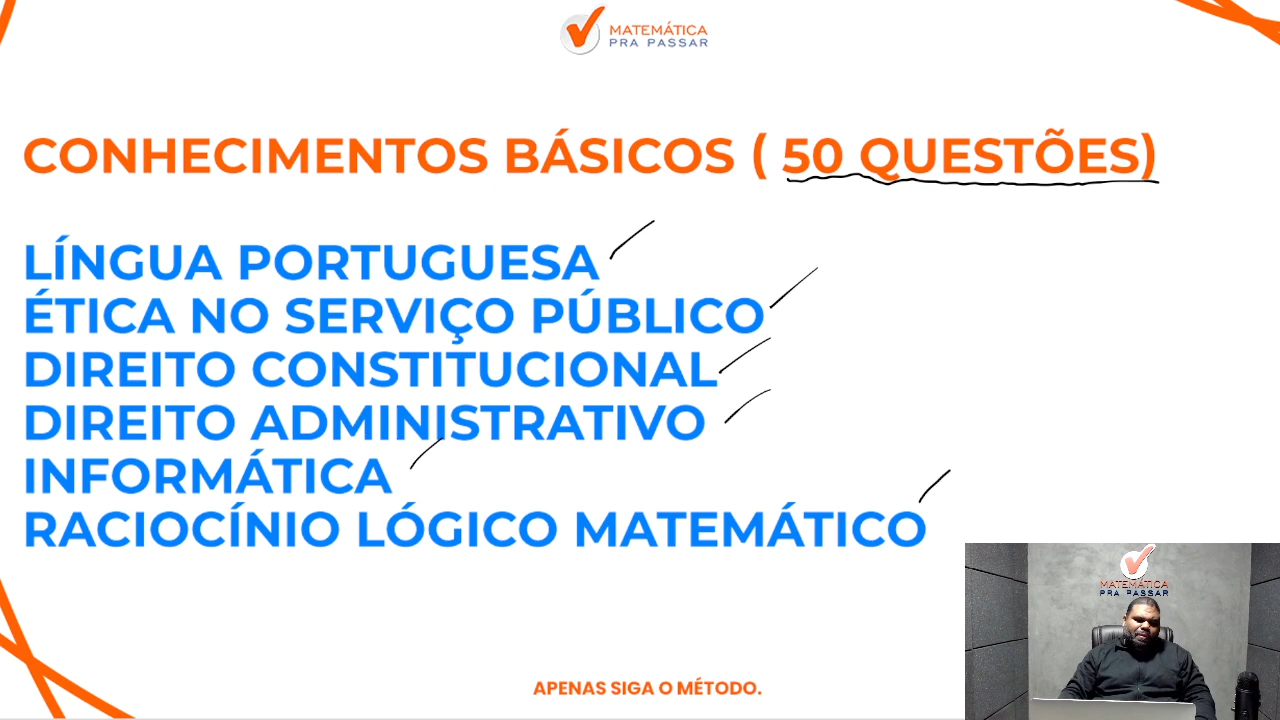 MATEMÁTICA
PRA PASSAR
CONHECIMENTOS BÁSICOS ( 50 QUESTÕES)
LÍNGUA PORTUGUESA
ÉTICA NO SERVIÇO PÚBLICO
DIREITO CONSTITUCIONAL
DIREITO ADMINISTRATIVO
INFORMÁTICA
RACIOCÍNIO LÓGICO MATEMÁTICO
MATEMÁTICA
PRA PASSAR
APENAS SIGA O MÉTODO.